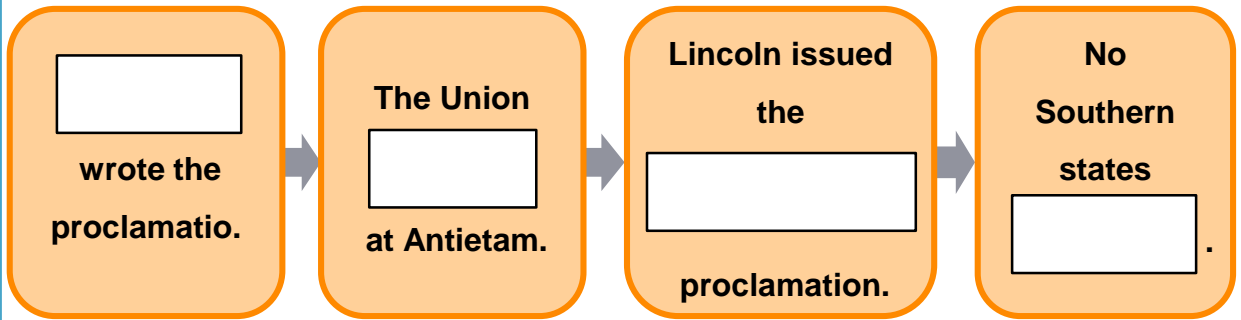 wrote the
proclamatio.
The Union
at Antietam.
Lincoln issued
the
proclamation.
No
Southern
states
.